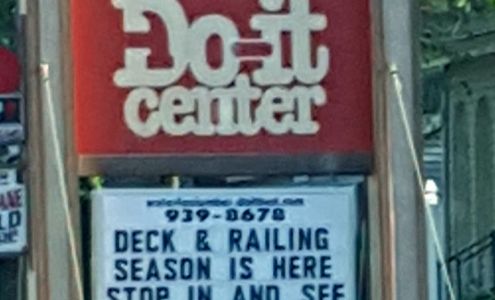 Do-it
center
939-8678
DECK & RAILING
SEASON IS HERE
STOP IN AND SEE